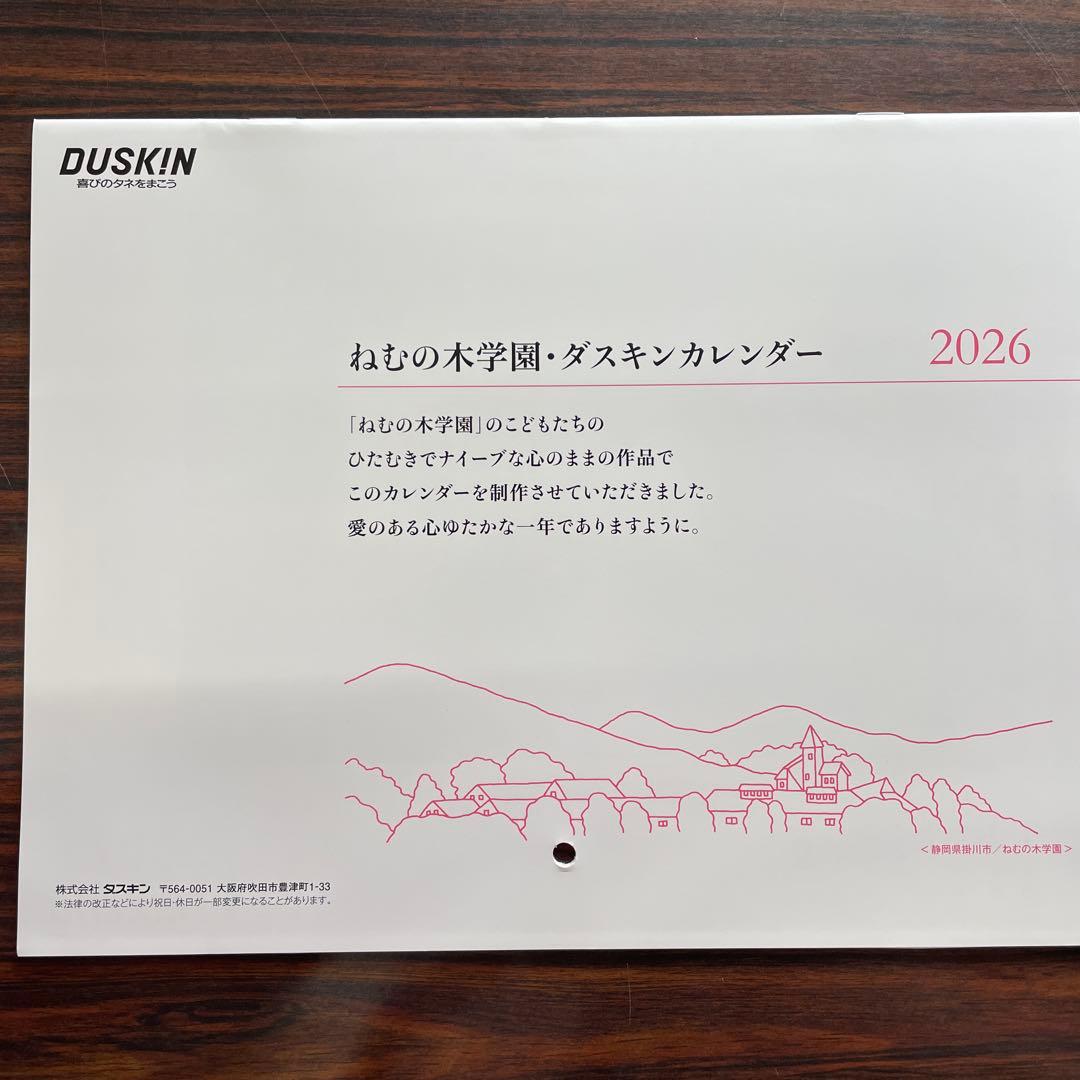 DUSK!N
喜びのタネをまこう
ねむの木学園・ダスキンカレンダー 2026
「ねむの木学園」のこどもたちの
ひたむきでナイーブな心のままの作品で
このカレンダーを制作させていただきました。
愛のある心ゆたかな一年でありますように。
<静岡県掛川市/ねむの木学園>
株式会社 ダスキン 〒564-0051 大阪府吹田市豊津町1-33
※法律の改正などにより祝日・休日が一部変更になることがあります。